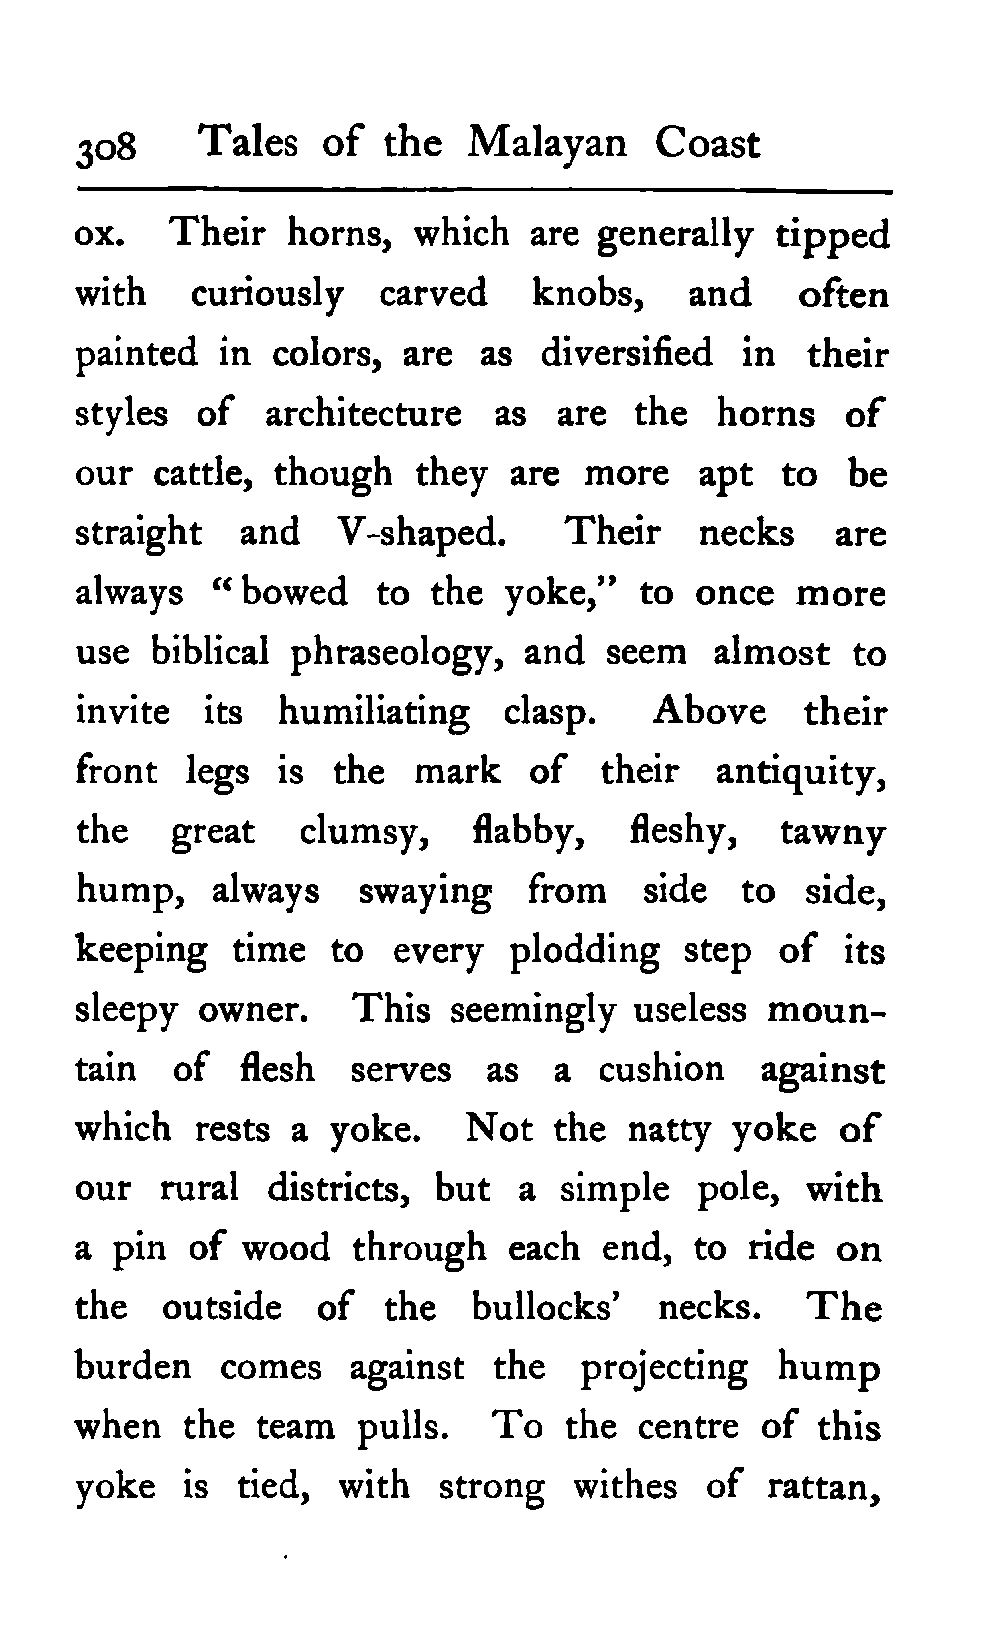 308 Tales of the Malayan Coast
ox. Their horns, which are generally tipped
with curiously carved knobs, and often
painted in colors, are as diversified in their
styles of architecture as are the horns of
our cattle, though they are more apt to be
straight and V-shaped. Their necks are
always “bowed to the yoke,” to once more
use biblical phraseology, and seem almost to
invite its humiliating clasp. Above their
front legs is the mark of their antiquity,
the great clumsy, flabby, fleshy, tawny
hump, always swaying from side to side,
keeping time to every plodding step of its
sleepy owner. This seemingly useless moun-
tain of flesh serves as a cushion against
which rests a yoke. Not the natty yoke of
our rural districts, but a simple pole, with
a pin of wood through each end, to ride on
the outside of the bullocks’ necks. The
burden comes against the projecting hump
when the team pulls. To the centre of this
yoke is tied, with strong withes of rattan,